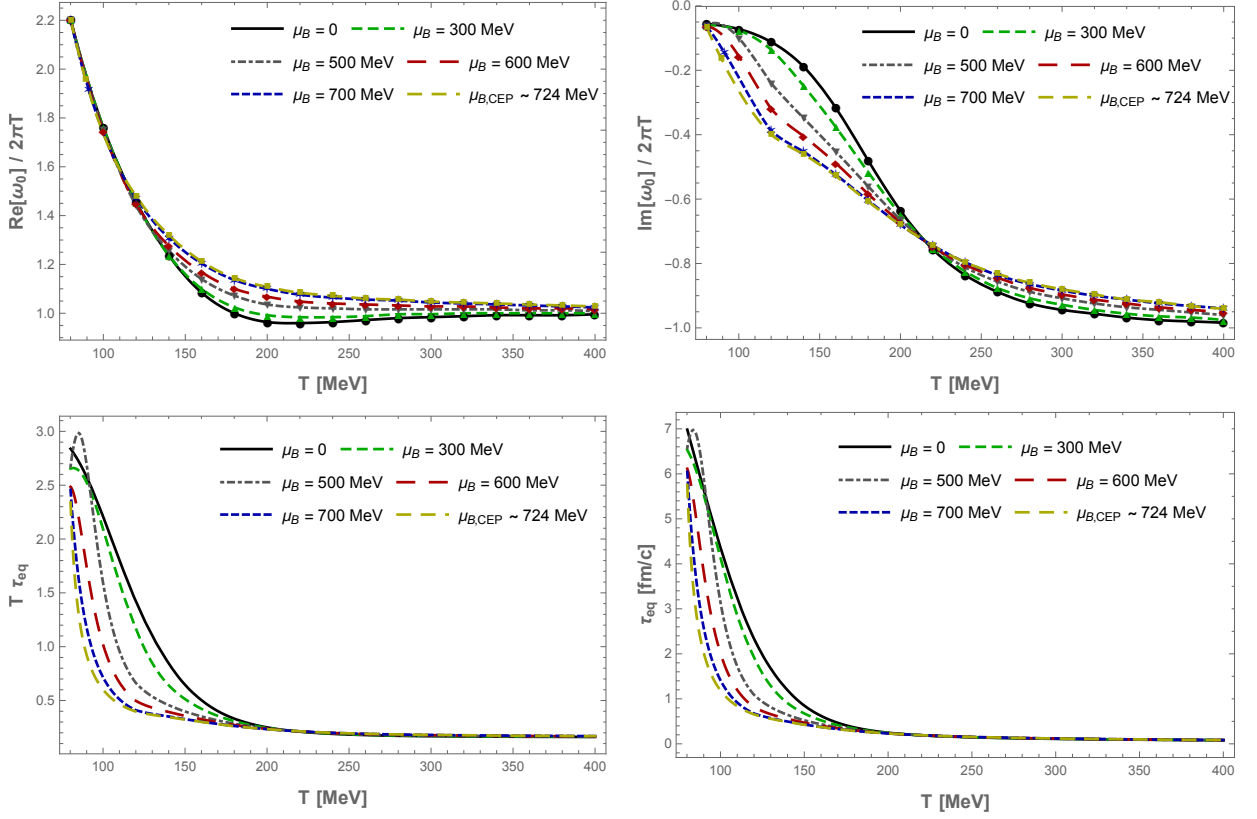 Re[ω₀] / 2πT
2.2
2.0
1.8
1.6
1.4
1.2
1.0
100 150 200 250 300 350 400
T [MeV]
μB = 0 μB = 300 MeV
μB = 500 MeV μB = 600 MeV
μB = 700 MeV μB,CEP ~ 724 MeV
Im[ω₀] / 2πT
0.0
−0.2
−0.4
−0.6
−0.8
−1.0
100 150 200 250 300 350 400
T [MeV]
μB = 0 μB = 300 MeV
μB = 500 MeV μB = 600 MeV
μB = 700 MeV μB,CEP ~ 724 MeV
T τeq
3.0
2.5
2.0
1.5
1.0
0.5
100 150 200 250 300 350 400
T [MeV]
μB = 0 μB = 300 MeV
μB = 500 MeV μB = 600 MeV
μB = 700 MeV μB,CEP ~ 724 MeV
τeq [fm/c]
7
6
5
4
3
2
1
0
100 150 200 250 300 350 400
T [MeV]
μB = 0 μB = 300 MeV
μB = 500 MeV μB = 600 MeV
μB = 700 MeV μB,CEP ~ 724 MeV